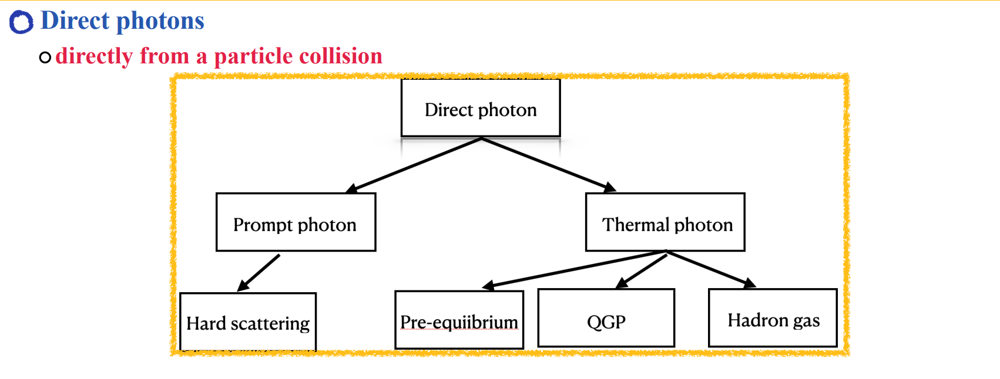 Direct photons
directly from a particle collision
Direct photon
Prompt photon
Thermal photon
Hard scattering
Pre-equiibrium
QGP
Hadron gas